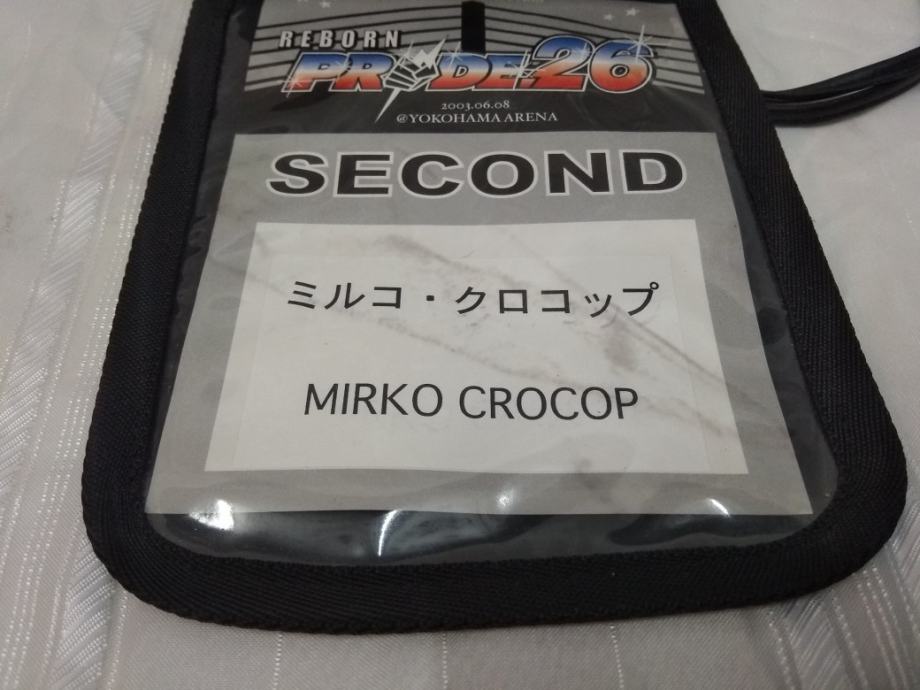 REBORN
PRIDE.26
2003.06.08
@YOKOHAMA ARENA
SECOND
ミルコ・クロコップ
MIRKO CROCOP